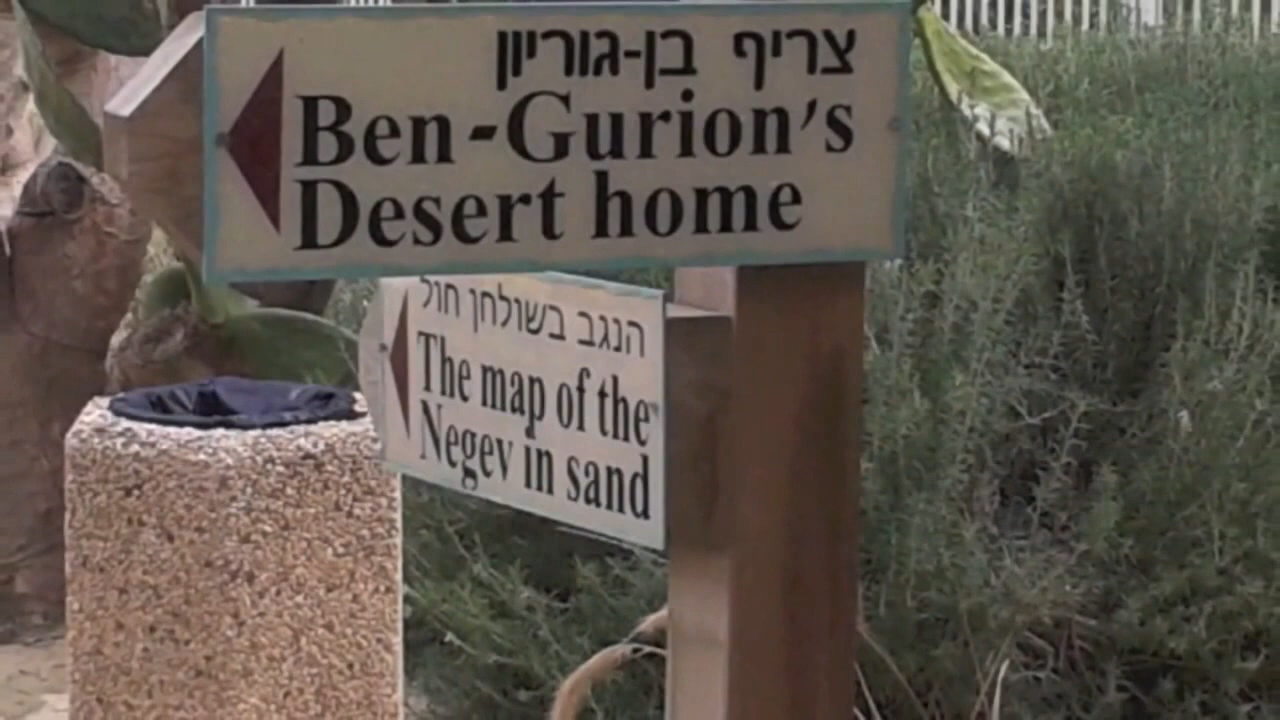 צריף בן-גוריון
Ben-Gurion's
Desert home
הנגב בשולחן חול
The map of the
Negev in sand